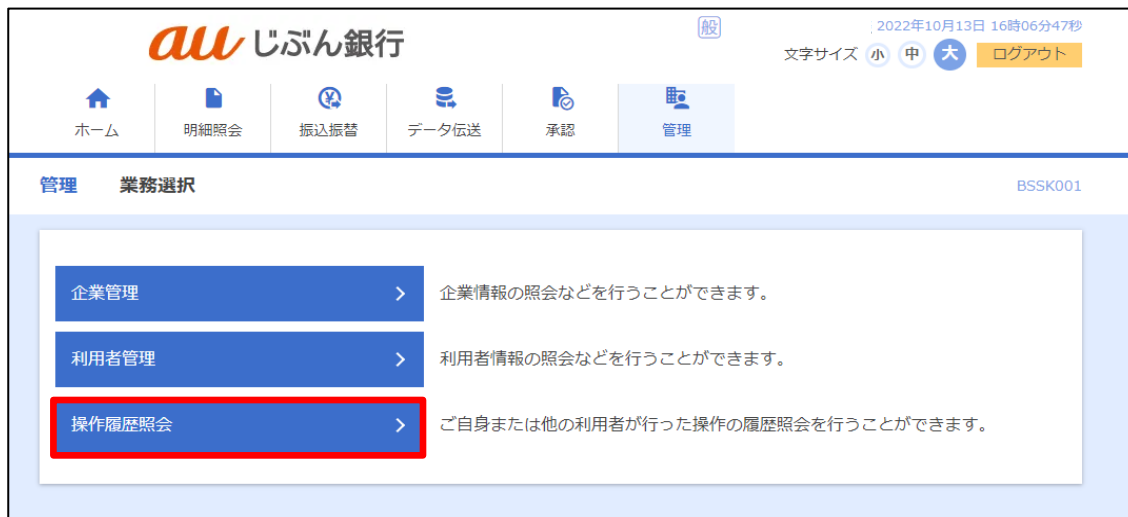 au じぶん銀行
般
2022年10月13日 16時06分47秒
文字サイズ 小 中 大 ログアウト
ホーム 明細照会 振込振替 データ伝送 承認 管理
管理 業務選択 BSSK001
企業管理 企業情報の照会などを行うことができます。
利用者管理 利用者情報の照会などを行うことができます。
操作履歴照会 ご自身または他の利用者が行った操作の履歴照会を行うことができます。